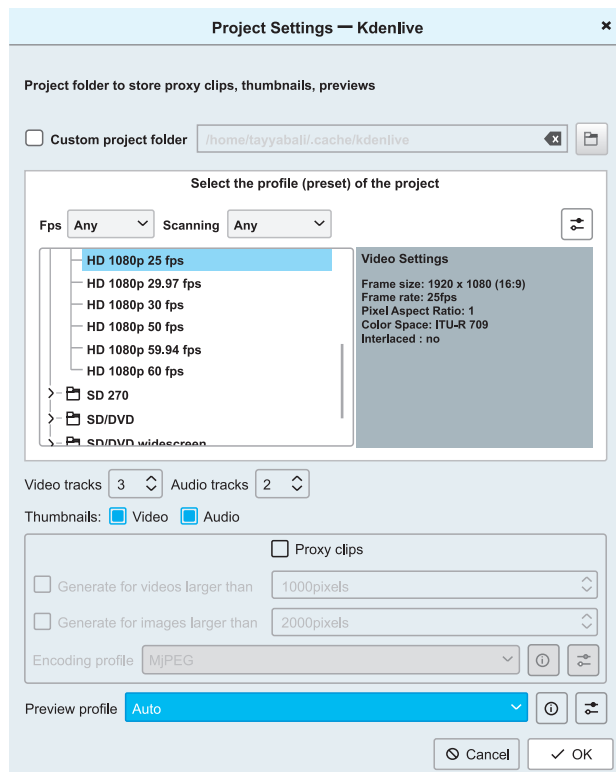 Project Settings — Kdenlive
Project folder to store proxy clips, thumbnails, previews
Custom project folder /home/tayyabali/.cache/kdenlive
Select the profile (preset) of the project
Fps Any Scanning Any
HD 1080p 25 fps
HD 1080p 29.97 fps
HD 1080p 30 fps
HD 1080p 50 fps
HD 1080p 59.94 fps
HD 1080p 60 fps
SD 270
SD/DVD
SD/DVD widescreen
Video Settings
Frame size: 1920 x 1080 (16:9)
Frame rate: 25fps
Pixel Aspect Ratio: 1
Color Space: ITU-R 709
Interlaced : no
Video tracks 3 Audio tracks 2
Thumbnails: Video Audio
Proxy clips
Generate for videos larger than 1000pixels
Generate for images larger than 2000pixels
Encoding profile MjPEG
Preview profile Auto
Cancel OK